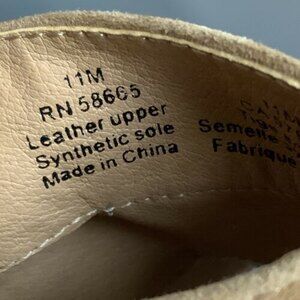 11M
RN 58665
Leather upper
Synthetic sole
Made in China
Semelle
Fabriqué